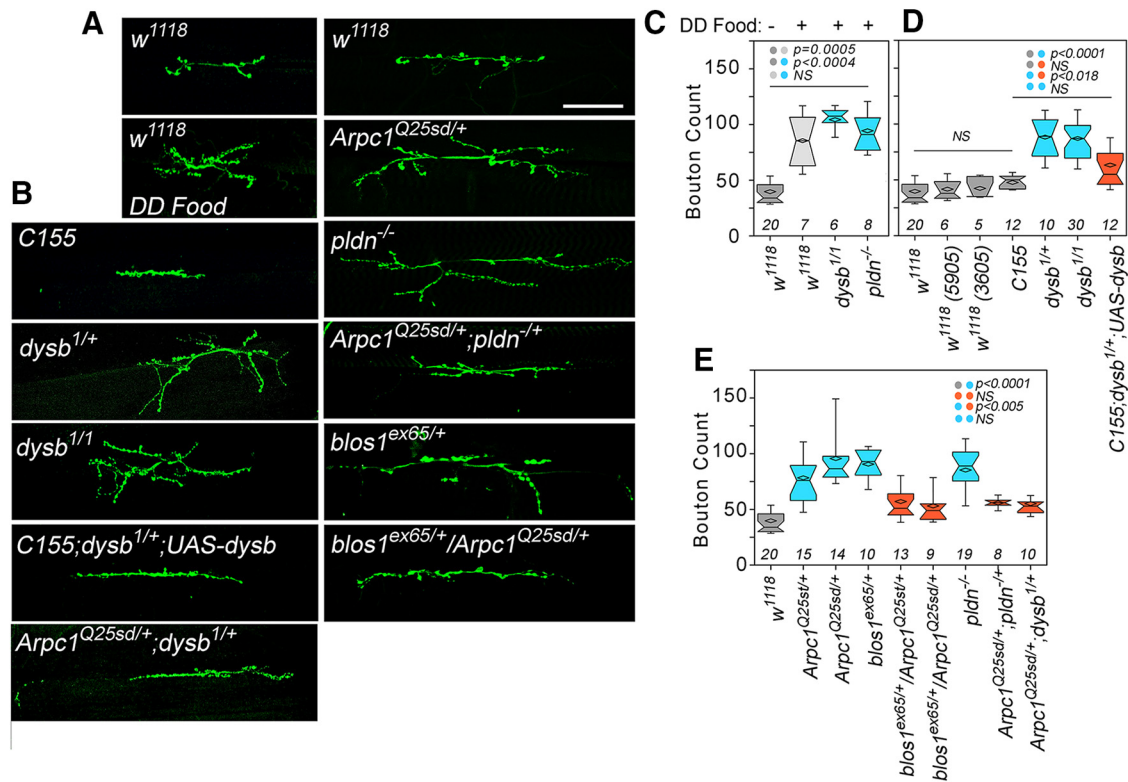 A
w1118
w1118
w1118
DD Food
Arpc1Q25sd/+
B
C155
pldn-/-
dysb1/+
Arpc1Q25sd/+;pldn-/+
dysb1/1
blos1ex65/+
C155;dysb1/+;UAS-dysb
blos1ex65/+/Arpc1Q25sd/+
Arpc1Q25sd/+;dysb1/+
C
DD Food: - + + +
p=0.0005
p<0.0004
NS
Bouton Count
150
100
50
0
20 7 6 8
w1118
w1118
dysb1/1
pldn-/-
D
p<0.0001
NS
p<0.018
NS
NS
20 6 5 12 10 30 12
w1118
w1118 (5905)
w1118 (3605)
C155
dysb1/+
dysb1/1
C155;dysb1/+;UAS-dysb
E
p<0.0001
NS
p<0.005
NS
Bouton Count
150
100
50
0
20 15 14 10 13 9 19 8 10
w1118
Arpc1Q25st/+
Arpc1Q25sd/+
blos1ex65/+
blos1ex65/+/Arpc1Q25st/+
blos1ex65/+/Arpc1Q25sd/+
pldn-/-
Arpc1Q25sd/+;pldn-/+
Arpc1Q25sd/+;dysb1/+